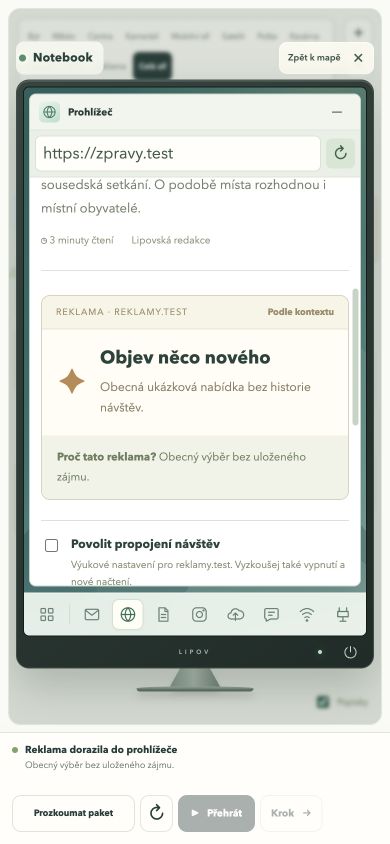 Notebook
Zpět k mapě
Prohlížeč
https://zpravy.test
sousedská setkání. O podobě místa rozhodnou i
místní obyvatelé.
3 minuty čtení Lipovská redakce
REKLAMA · REKLAMY.TEST Podle kontextu
Objev něco nového
Obecná ukázková nabídka bez historie
návštěv.
Proč tato reklama? Obecný výběr bez uloženého
zájmu.
Povolit propojení návštěv
Výukové nastavení pro reklamy.test. Vyzkoušej také vypnutí a
nové načtení.
LIPOV
Reklama dorazila do prohlížeče
Obecný výběr bez uloženého zájmu.
Prozkoumat paket
Přehrát
Krok